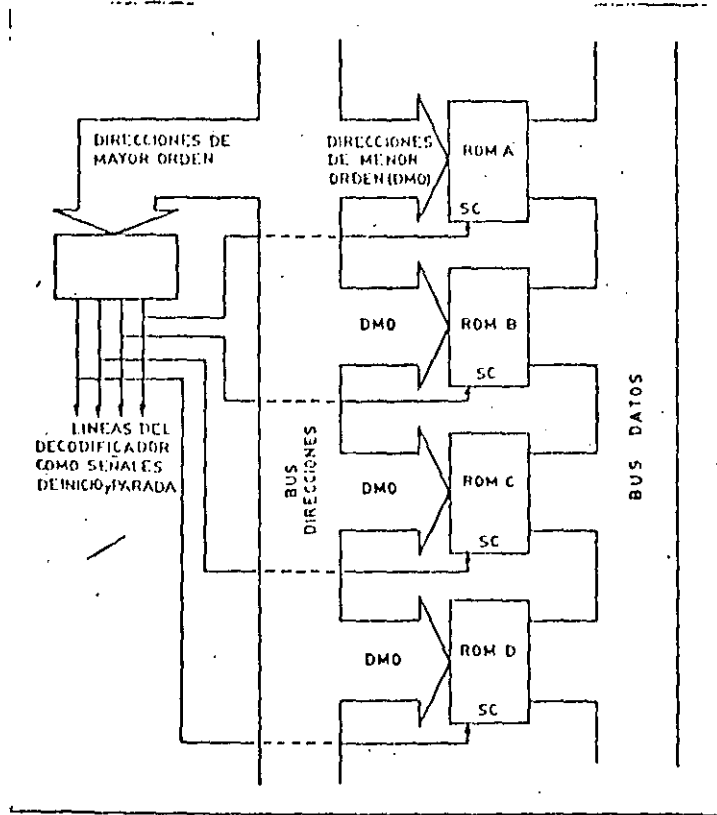 DIRECCIONES DE
MAYOR ORDEN
DIRECCIONES
DE MENOR
ORDEN (DMO)
ROM A
SC
DMO
ROM B
SC
LINEAS DEL
DECODIFICADOR
COMO SEÑALES
DE INICIO y PARADA
BUS
DIRECCIONES
DMO
ROM C
SC
BUS DATOS
DMO
ROM D
SC